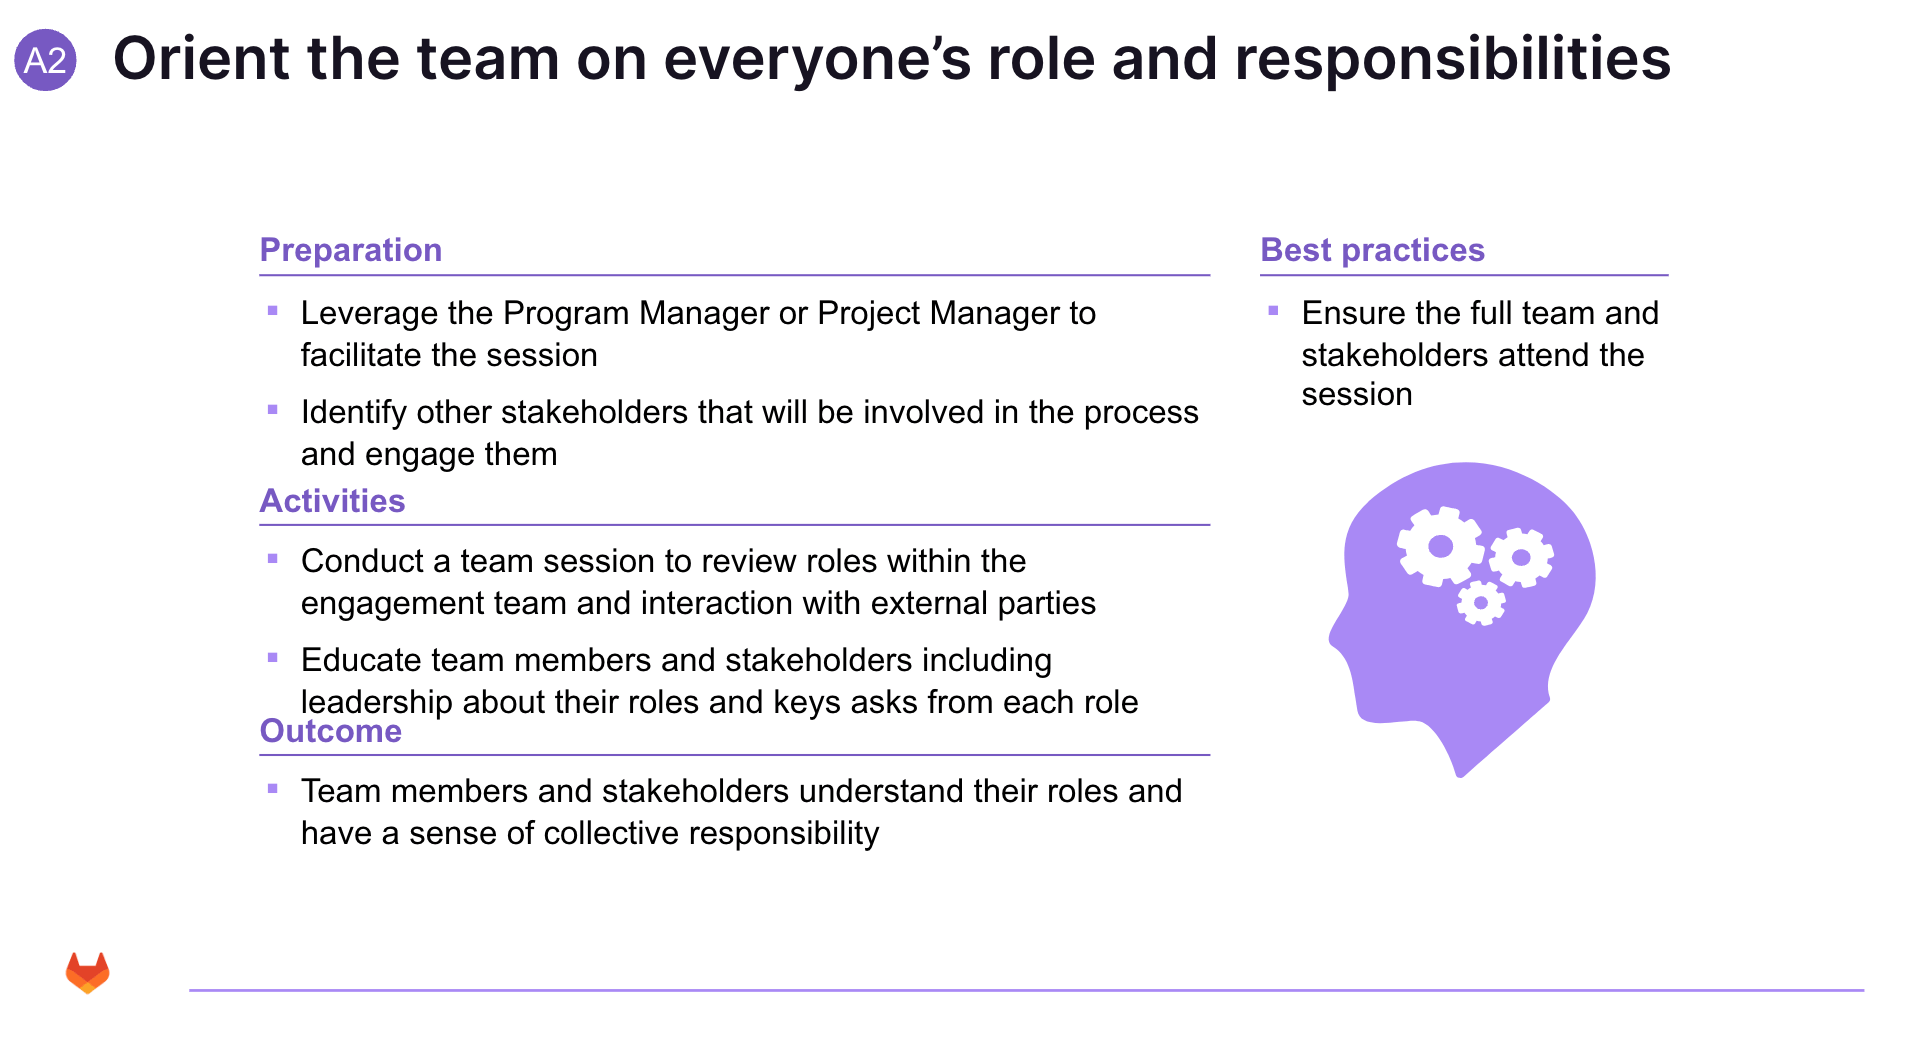 A2
Orient the team on everyone’s role and responsibilities
Preparation
Leverage the Program Manager or Project Manager to
facilitate the session
Identify other stakeholders that will be involved in the process
and engage them
Activities
Conduct a team session to review roles within the
engagement team and interaction with external parties
Educate team members and stakeholders including
leadership about their roles and keys asks from each role
Outcome
Team members and stakeholders understand their roles and
have a sense of collective responsibility
Best practices
Ensure the full team and
stakeholders attend the
session